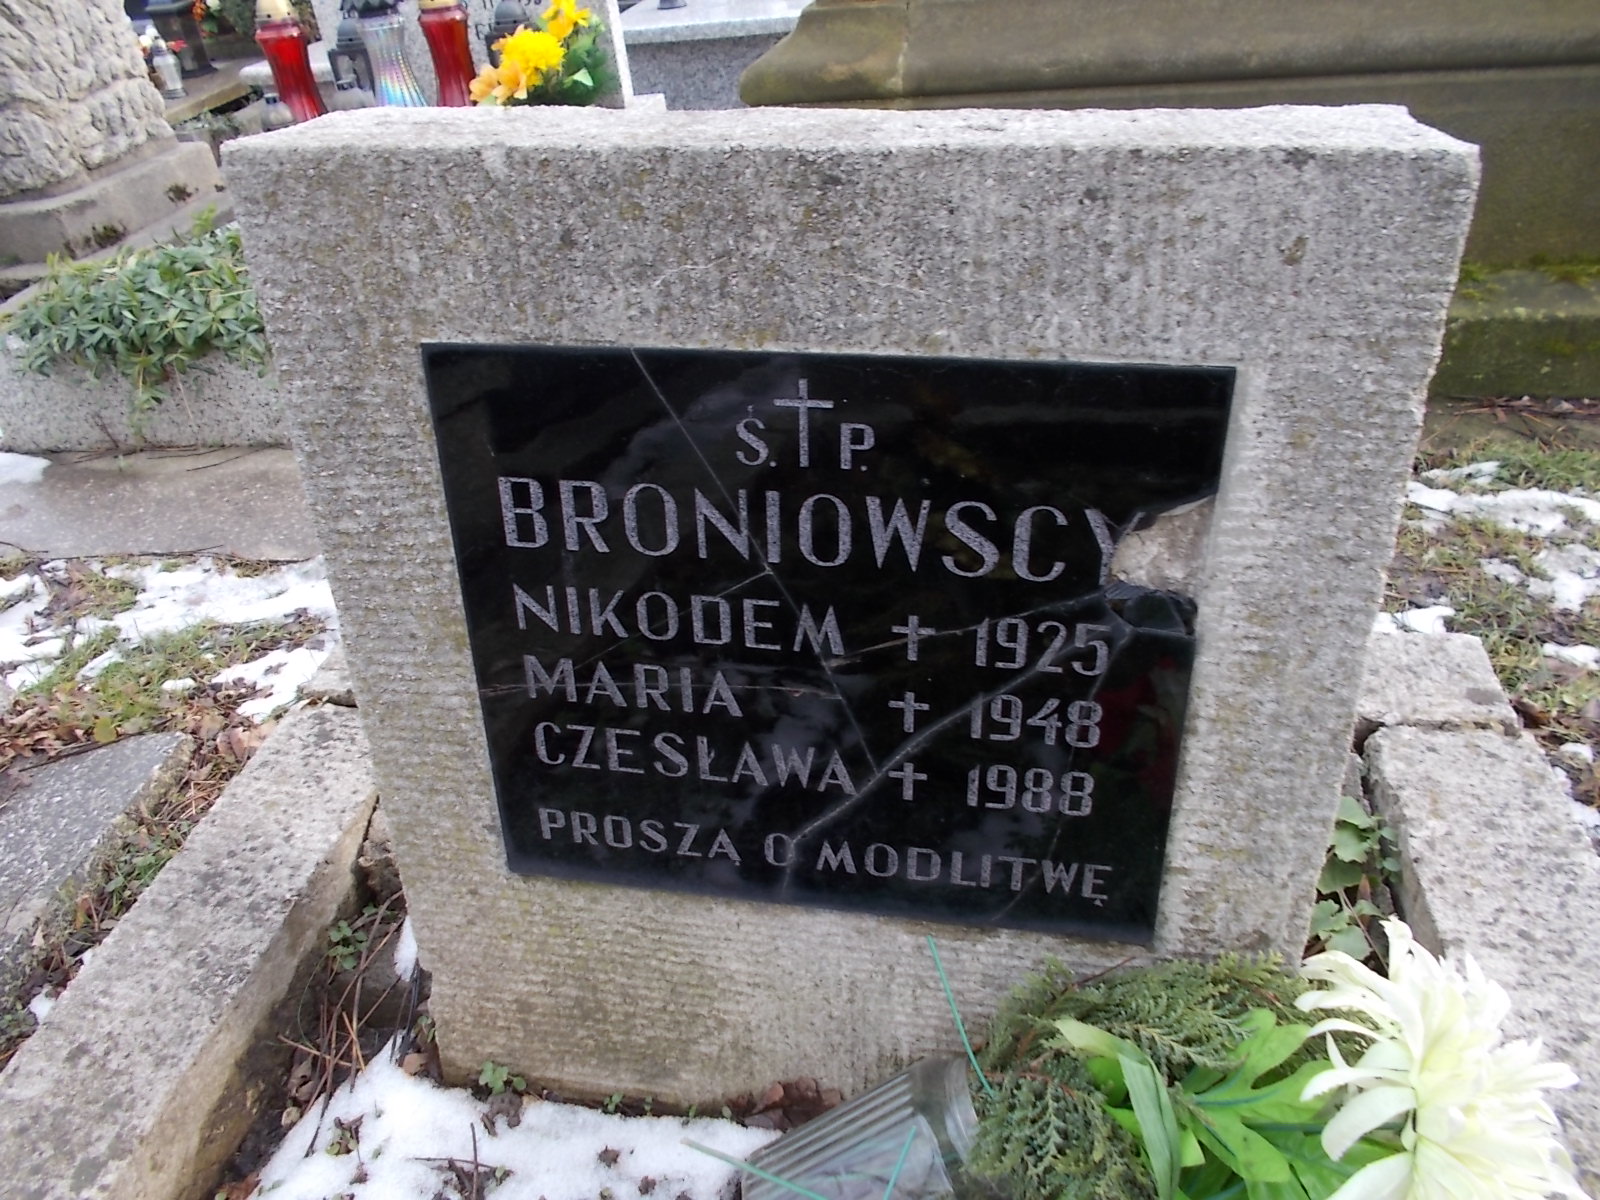 Ś. † P.
BRONIOWSCY
NIKODEM † 1925
MARIA † 1948
CZESŁAWA † 1988
PROSZĄ O MODLITWĘ